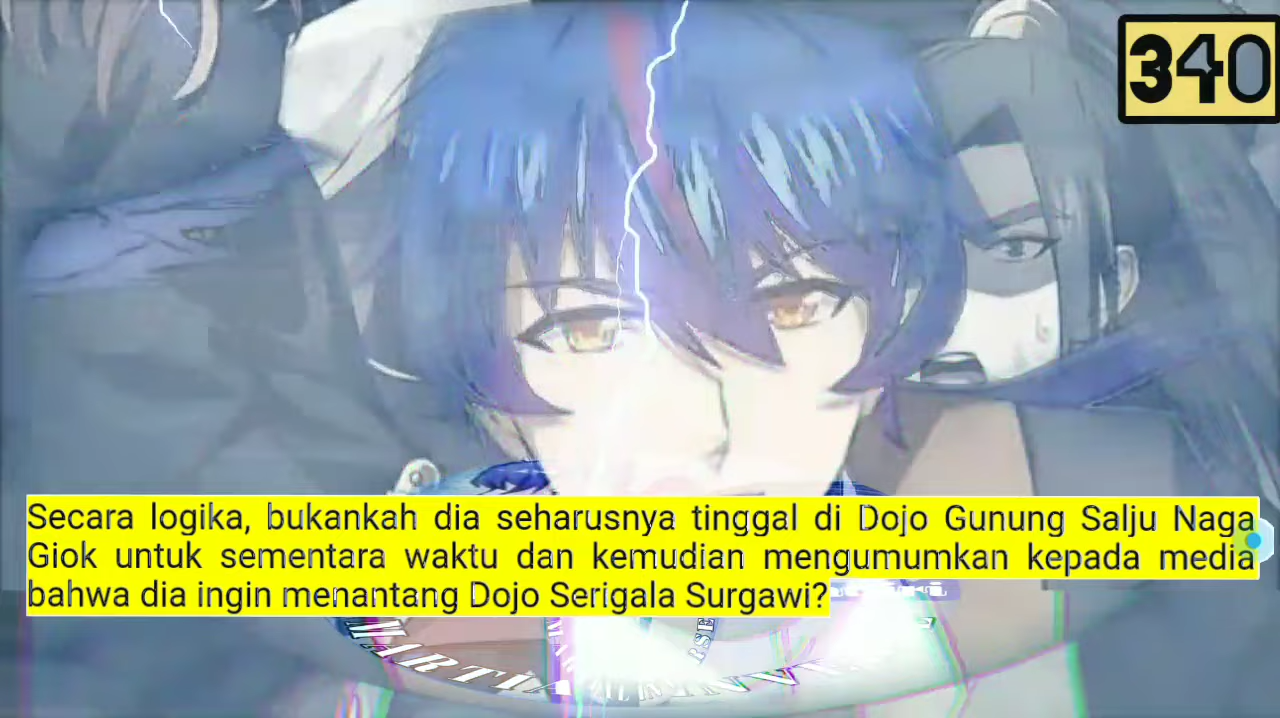 340
Secara logika, bukankah dia seharusnya tinggal di Dojo Gunung Salju Naga
Giok untuk sementara waktu dan kemudian mengumumkan kepada media
bahwa dia ingin menantang Dojo Serigala Surgawi?